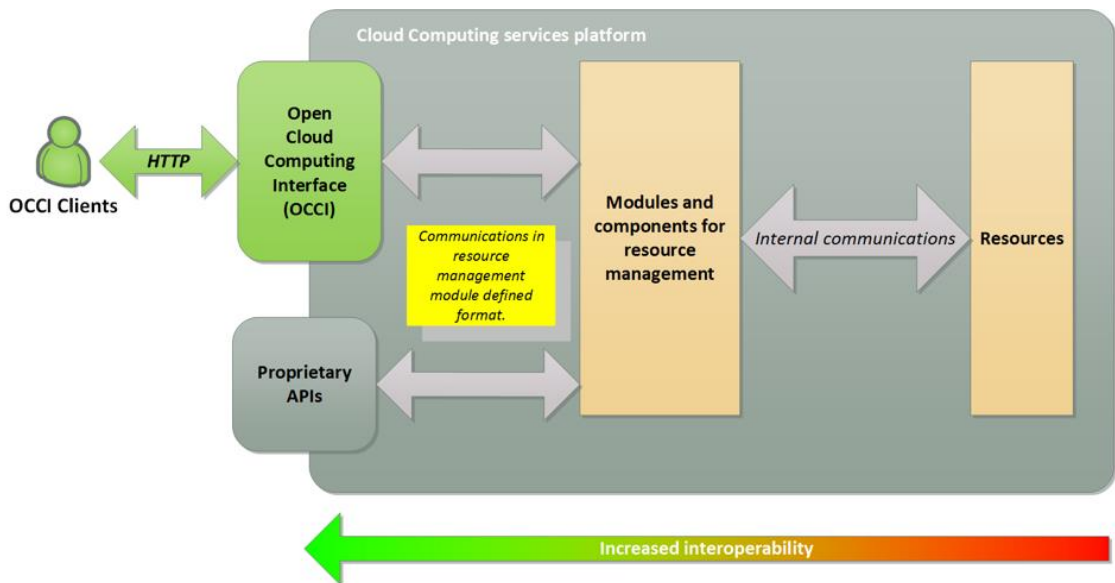 Cloud Computing services platform
Open
Cloud
Computing
Interface
(OCCI)
HTTP
OCCI Clients
Communications in
resource
management
module defined
format.
Modules and
components for
resource
management
Internal communications
Resources
Proprietary
APIs
Increased interoperability